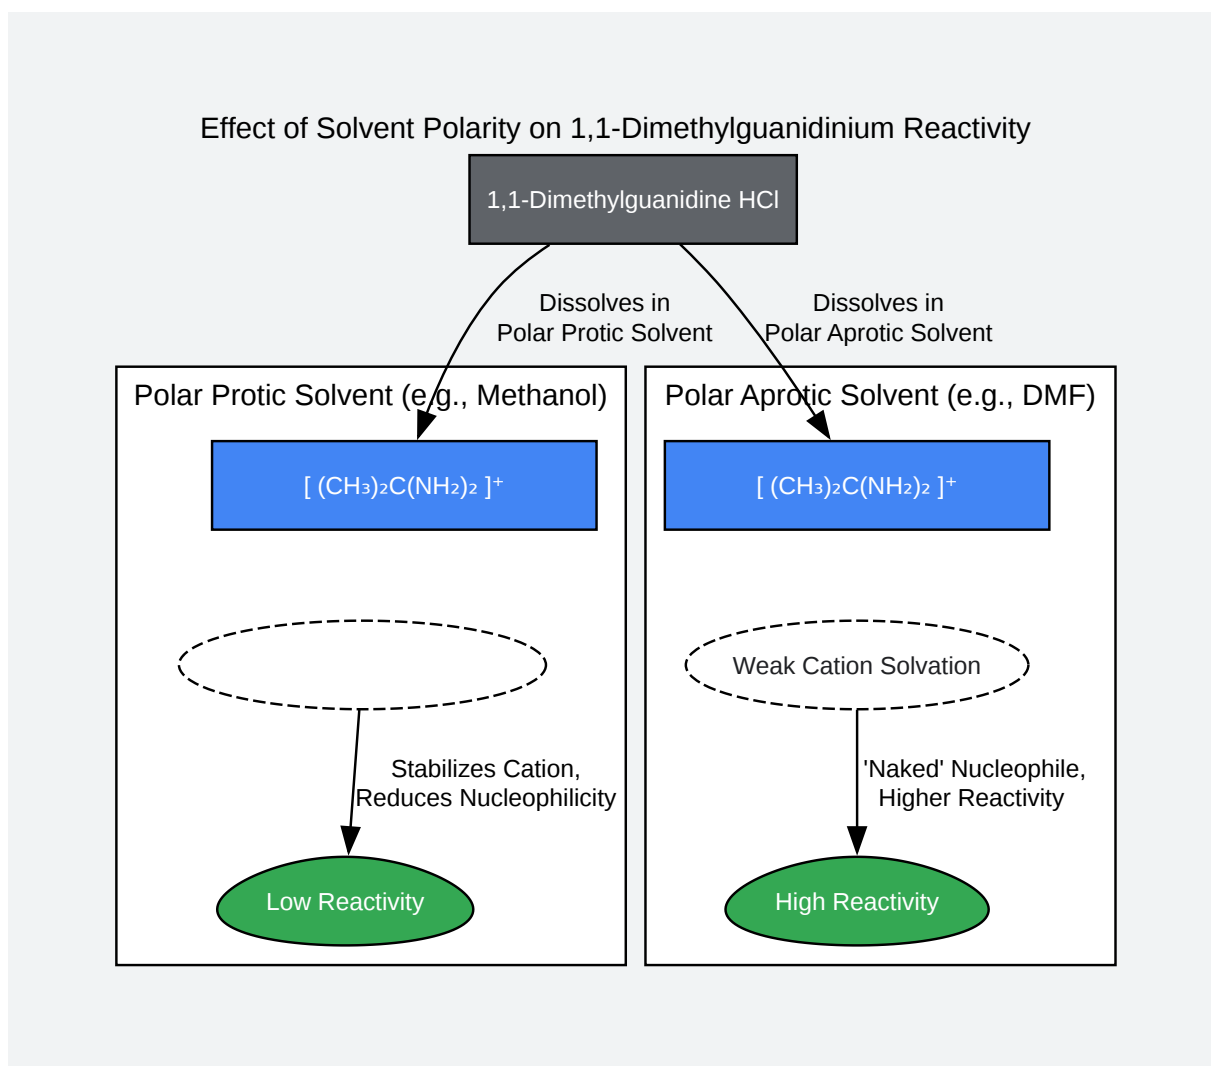 Effect of Solvent Polarity on 1,1-Dimethylguanidinium Reactivity
1,1-Dimethylguanidine HCl
Dissolves in
Polar Protic Solvent
Dissolves in
Polar Aprotic Solvent
Polar Protic Solvent (e.g., Methanol)
[ (CH₃)₂C(NH₂)₂ ]⁺
Stabilizes Cation,
Reduces Nucleophilicity
Low Reactivity
Polar Aprotic Solvent (e.g., DMF)
[ (CH₃)₂C(NH₂)₂ ]⁺
Weak Cation Solvation
'Naked' Nucleophile,
Higher Reactivity
High Reactivity